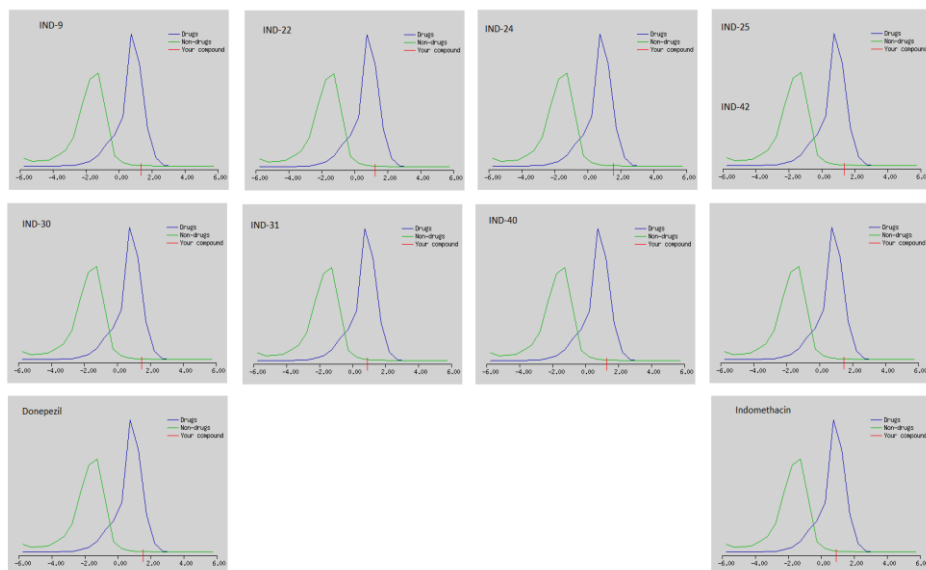 IND-9
Drugs
Non-drugs
Your compound
-6.00 -4.00 -2.00 0.00 2.00 4.00 6.00
IND-22
Drugs
Non-drugs
Your compound
-6.00 -4.00 -2.00 0.00 2.00 4.00 6.00
IND-24
Drugs
Non-drugs
Your compound
-6.00 -4.00 -2.00 0.00 2.00 4.00 6.00
IND-25
Drugs
Non-drugs
Your compound
IND-42
-6.00 -4.00 -2.00 0.00 2.00 4.00 6.00
IND-30
Drugs
Non-drugs
Your compound
-6.00 -4.00 -2.00 0.00 2.00 4.00 6.00
IND-31
Drugs
Non-drugs
Your compound
-6.00 -4.00 -2.00 0.00 2.00 4.00 6.00
IND-40
Drugs
Non-drugs
Your compound
-6.00 -4.00 -2.00 0.00 2.00 4.00 6.00
Drugs
Non-drugs
Your compound
-6.00 -4.00 -2.00 0.00 2.00 4.00 6.00
Donepezil
Drugs
Non-drugs
Your compound
-6.00 -4.00 -2.00 0.00 2.00 4.00 6.00
Indomethacin
Drugs
Non-drugs
Your compound
-6.00 -4.00 -2.00 0.00 2.00 4.00 6.00